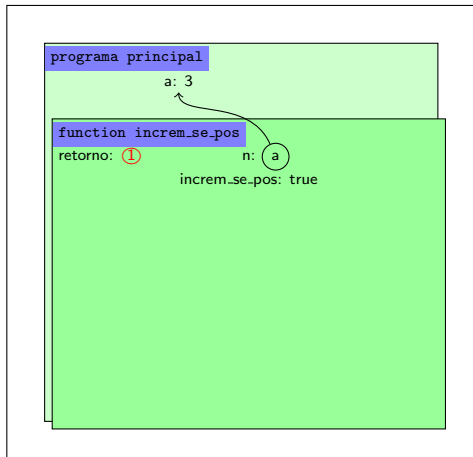 programa principal
a: 3
function increm_se_pos
retorno: 1 n: a
increm_se_pos: true